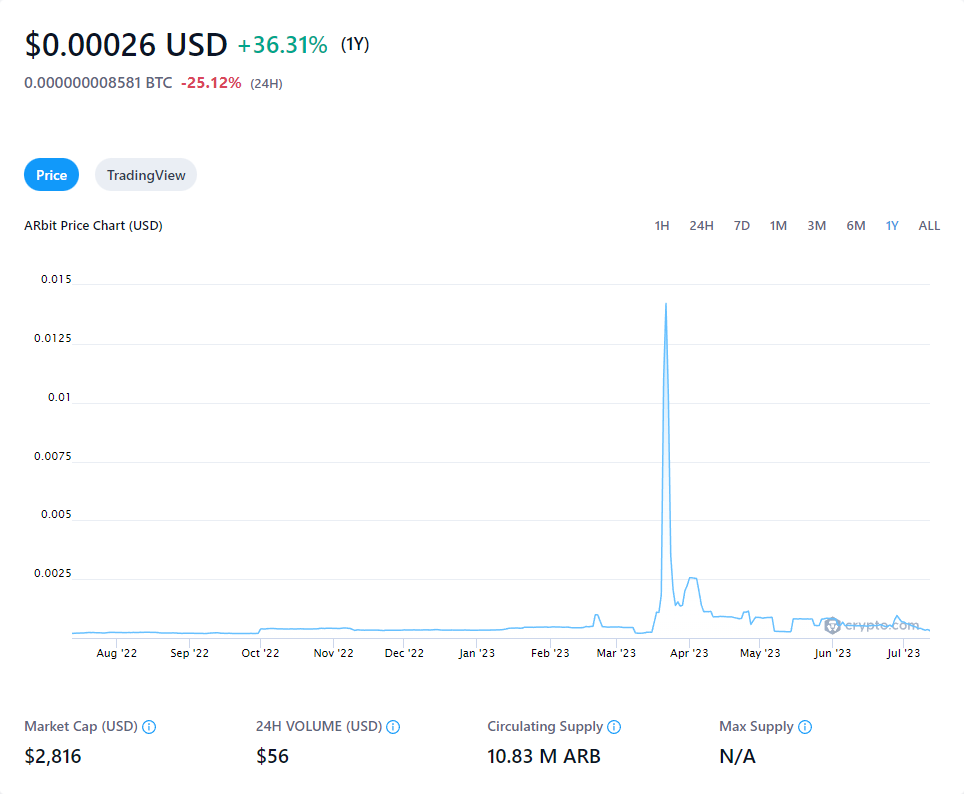 $0.00026 USD +36.31% (1Y)
0.000000008581 BTC -25.12% (24H)
Price TradingView
ARbit Price Chart (USD) 1H 24H 7D 1M 3M 6M 1Y ALL
0.015
0.0125
0.01
0.0075
0.005
0.0025
crypto.com
Aug '22 Sep '22 Oct '22 Nov '22 Dec '22 Jan '23 Feb '23 Mar '23 Apr '23 May '23 Jun '23 Jul '23
Market Cap (USD) 24H VOLUME (USD) Circulating Supply Max Supply
$2,816 $56 10.83 M ARB N/A